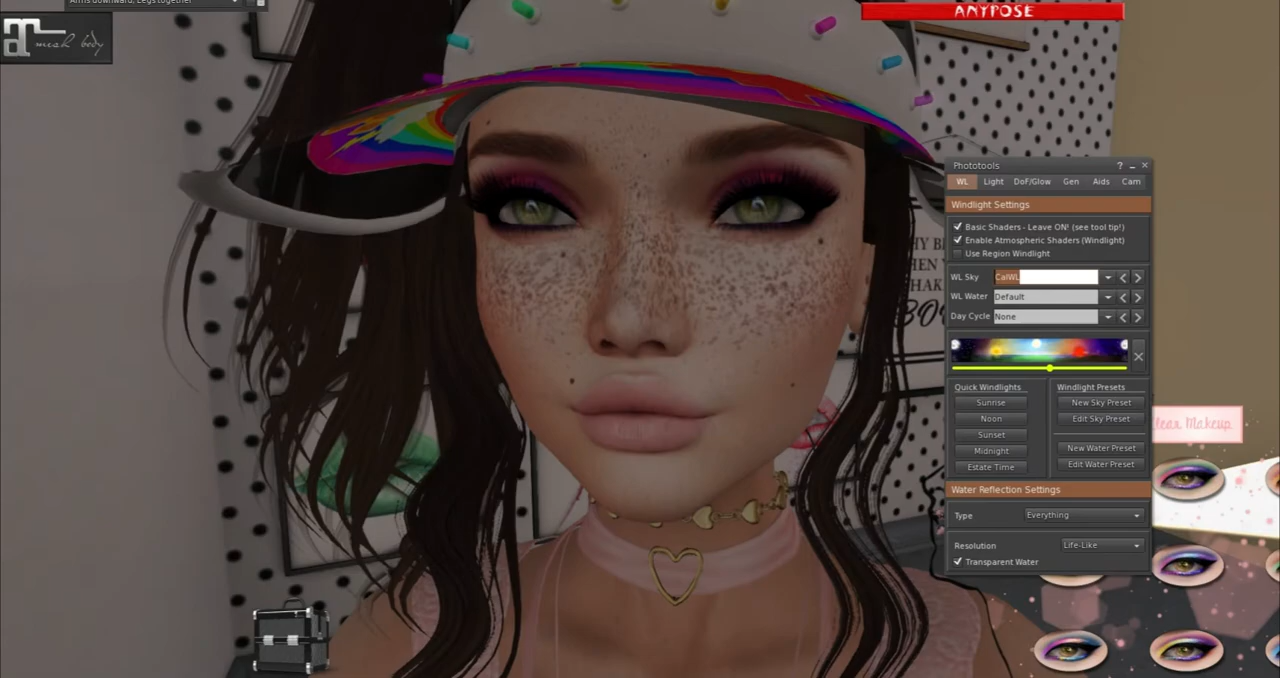 Arms downward, Legs together
mesh body
ANYPOSE
Phototools
? _ ×
WL Light DoF/Glow Gen Aids Cam
Windlight Settings
Basic Shaders - Leave ON! (see tool tip!)
Enable Atmospheric Shaders (Windlight)
Use Region Windlight
WL Sky CalWL
WL Water Default
Day Cycle None
Quick Windlights
Sunrise
Noon
Sunset
Midnight
Estate Time
Windlight Presets
New Sky Preset
Edit Sky Preset
New Water Preset
Edit Water Preset
Water Reflection Settings
Type Everything
Resolution Life-Like
Transparent Water
Makeup